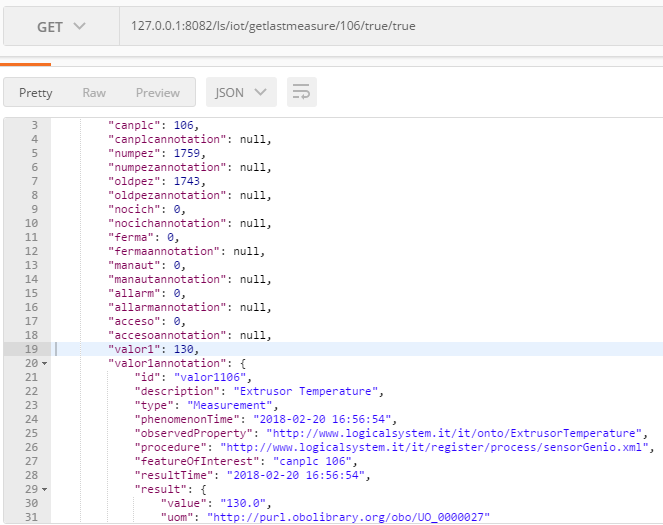 GET 127.0.0.1:8082/ls/iot/getlastmeasure/106/true/true
Pretty Raw Preview JSON
3 "canplc": 106,
4 "canplcannotation": null,
5 "numpez": 1759,
6 "numpezannotation": null,
7 "oldpez": 1743,
8 "oldpezannotation": null,
9 "nocich": 0,
10 "nocichannotation": null,
11 "ferma": 0,
12 "fermaannotation": null,
13 "manaut": 0,
14 "manautannotation": null,
15 "allarm": 0,
16 "allarmannotation": null,
17 "acceso": 0,
18 "accesoannotation": null,
19 "valor1": 130,
20 "valor1annotation": {
21 "id": "valor1106",
22 "description": "Extrusor Temperature",
23 "type": "Measurement",
24 "phenomenonTime": "2018-02-20 16:56:54",
25 "observedProperty": "http://www.logicalsystem.it/it/onto/ExtrusorTemperature",
26 "procedure": "http://www.logicalsystem.it/it/register/process/sensorGenio.xml",
27 "featureOfInterest": "canplc 106",
28 "resultTime": "2018-02-20 16:56:54",
29 "result": {
30 "value": "130.0",
31 "uom": "http://purl.obolibrary.org/obo/UO_0000027"